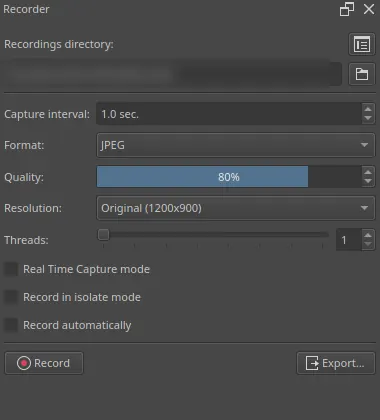 Recorder
Recordings directory:
Capture interval: 1.0 sec.
Format: JPEG
Quality: 80%
Resolution: Original (1200x900)
Threads: 1
Real Time Capture mode
Record in isolate mode
Record automatically
Record Export...